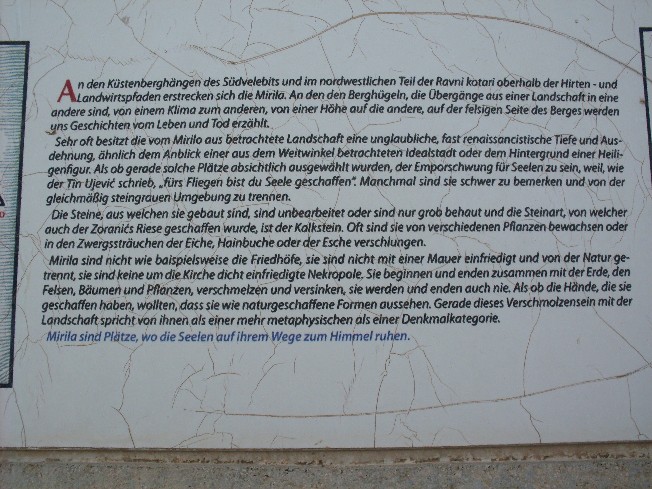 An den Küstenberghängen des Südvelebits und im nordwestlichen Teil der Ravni kotari oberhalb der Hirten - und
Landwirtspfaden erstrecken sich die Mirila. An den den Berghügeln, die Übergänge aus einer Landschaft in eine
andere sind, von einem Klima zum anderen, von einer Höhe auf die andere, auf der felsigen Seite des Berges werden
uns Geschichten vom Leben und Tod erzählt.
Sehr oft besitzt die vom Mirilo aus betrachtete Landschaft eine unglaubliche, fast renaissancistische Tiefe und Aus-
dehnung, ähnlich dem Anblick einer aus dem Weitwinkel betrachteten Idealstadt oder dem Hintergrund einer Heili-
genfigur. Als ob gerade solche Plätze absichtlich ausgewählt wurden, der Emporschwung für Seelen zu sein, weil, wie
der Tin Ujević schrieb, „fürs Fliegen bist du Seele geschaffen“. Manchmal sind sie schwer zu bemerken und von der
gleichmäßig steingrauen Umgebung zu trennen.
Die Steine, aus welchen sie gebaut sind, sind unbearbeitet oder sind nur grob behaut und die Steinart, von welcher
auch der Zoranićs Riese geschaffen wurde, ist der Kalkstein. Oft sind sie von verschiedenen Pflanzen bewachsen oder
in den Zwergssträuchen der Eiche, Hainbuche oder der Esche verschlungen.
Mirila sind nicht wie baispielsweise die Friedhöfe, sie sind nicht mit einer Mauer einfriedigt und von der Natur ge-
trennt, sie sind keine um die Kirche dicht einfriedigte Nekropole. Sie beginnen und enden zusammen mit der Erde, den
Felsen, Bäumen und Pflanzen, verschmelzen und versinken, sie werden und enden auch nie. Als ob die Hände, die sie
geschaffen haben, wollten, dass sie wie naturgeschaffene Formen aussehen. Gerade dieses Verschmolzensein mit der
Landschaft spricht von ihnen als einer mehr metaphysischen als einer Denkmalkategorie.
Mirila sind Plätze, wo die Seelen auf ihrem Wege zum Himmel ruhen.